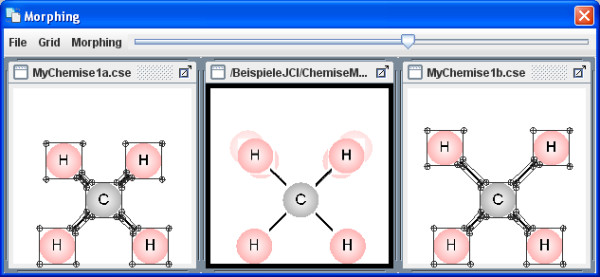 Morphing
File Grid Morphing
MyChemise1a.cse /BeispieleJCI/ChemiseM... MyChemise1b.cse
H H H H H H
C C C
H H H H H H